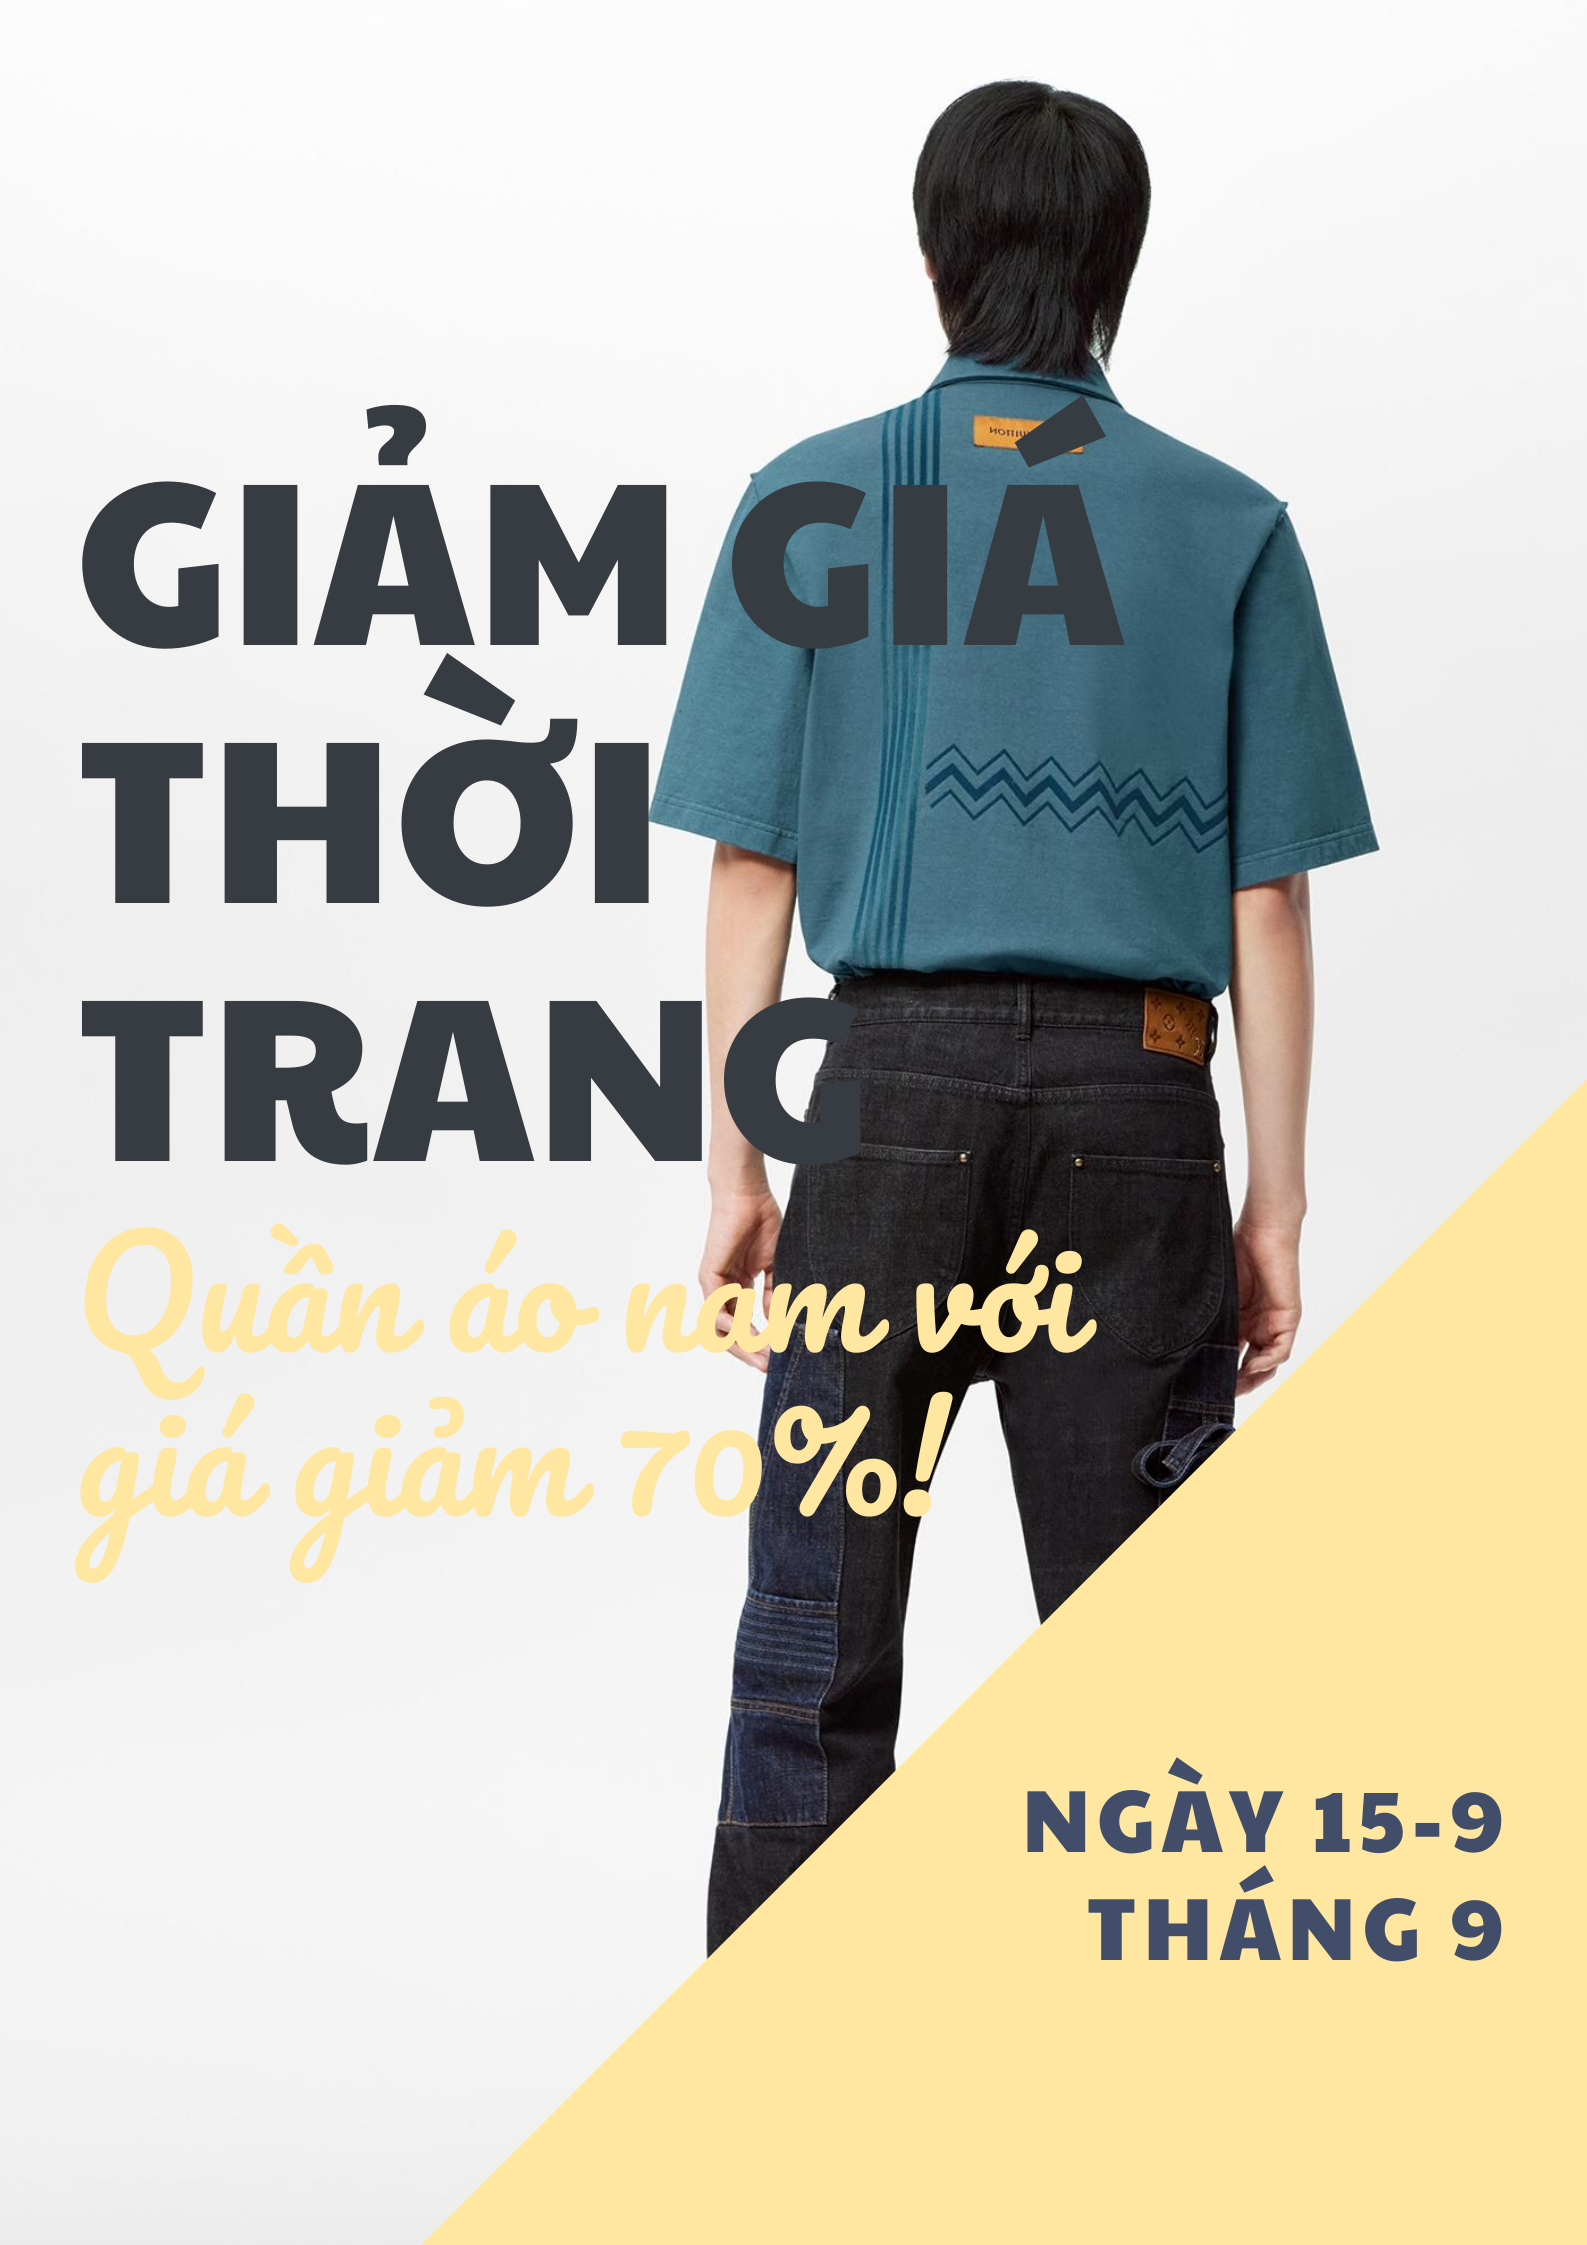 GIẢM GIÁ
THỜI
TRANG
Quần áo nam với
giá giảm 70%!
NGÀY 15-9
THÁNG 9